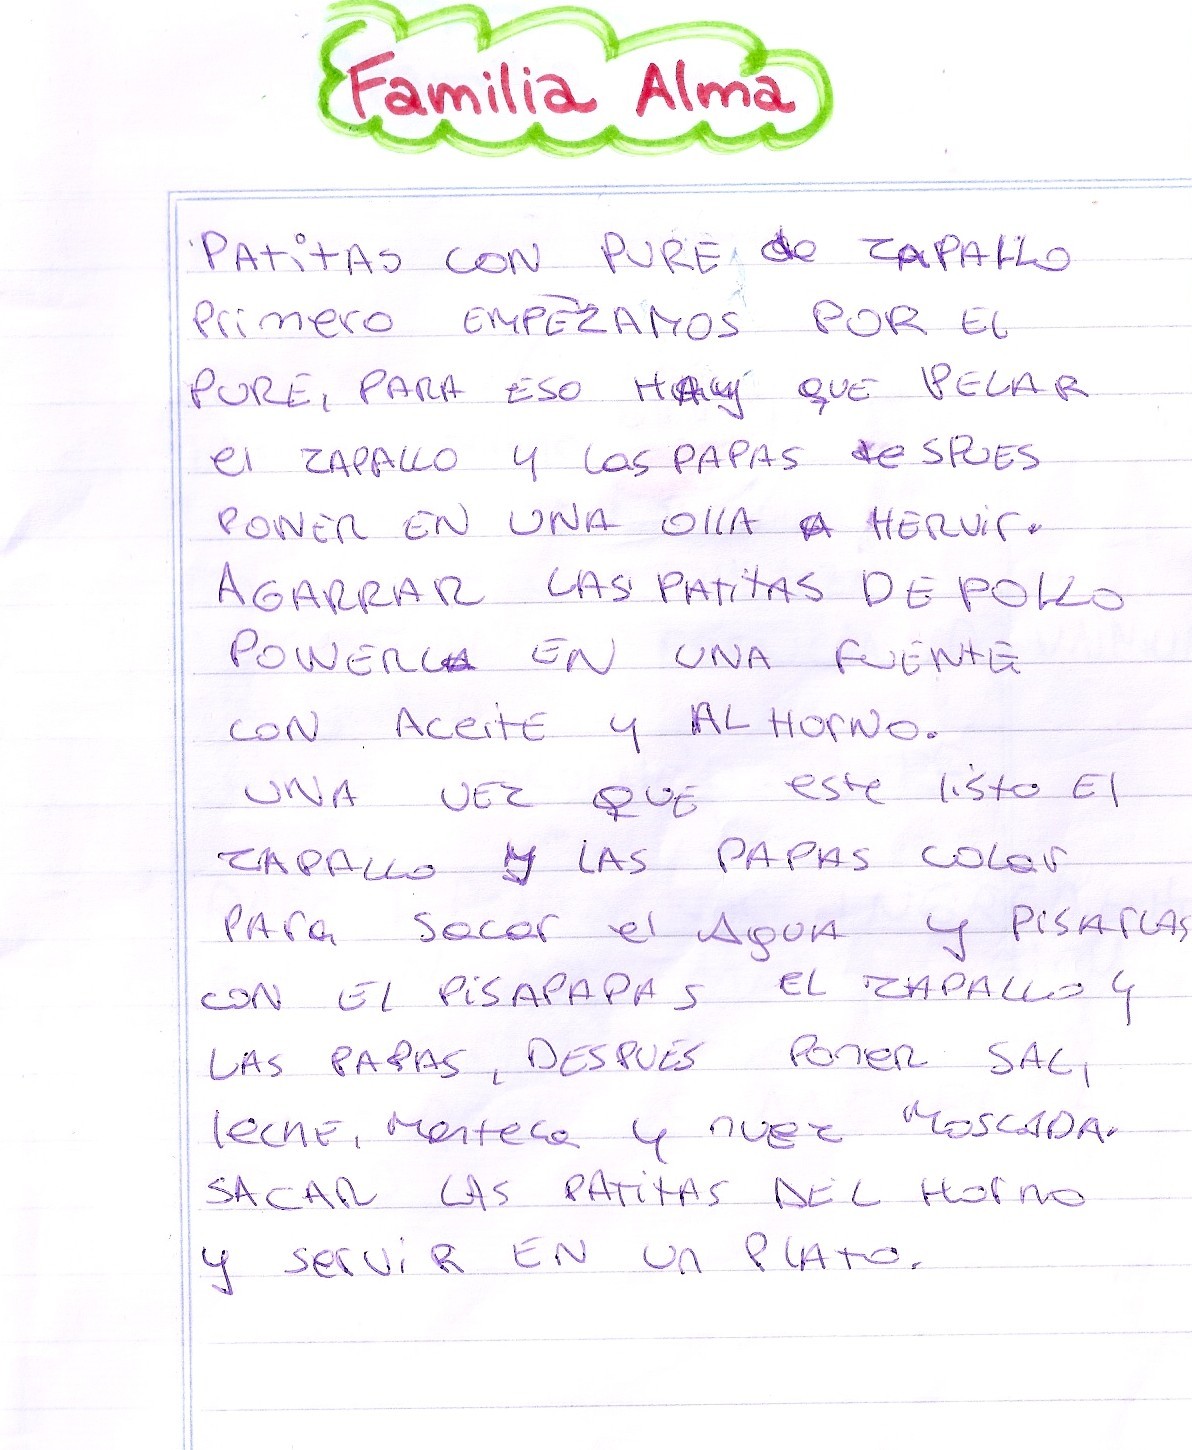 Familia Alma
PAtitAS CON PURE de ZAPALLO
Primero EMPEZAMOS POR EL
PURE, PARA ESO HAy QUE PELAR
el ZAPALLO y las PAPAS deSPUES
PONER EN UNA OllA A HERVir.
AGARRAR LAS PAtitAS DE POLLO
PONERLA EN UNA FUENtE
CON AceitE y AL HOrNO.
UNA VEZ QUE este listo El
ZAPALLO Y LAS PAPAS COLAr
PAra Sacar el AgUA y PISArLAS
CON EL PiSAPAPAS EL ZAPALLO y
LAS PAPAS, DESPUES PonER SAL,
lecHE, manteca y nuez MOSCADA.
SACAR LAS PAtitAS DEL Horno
y serviR EN Un PLAtO.